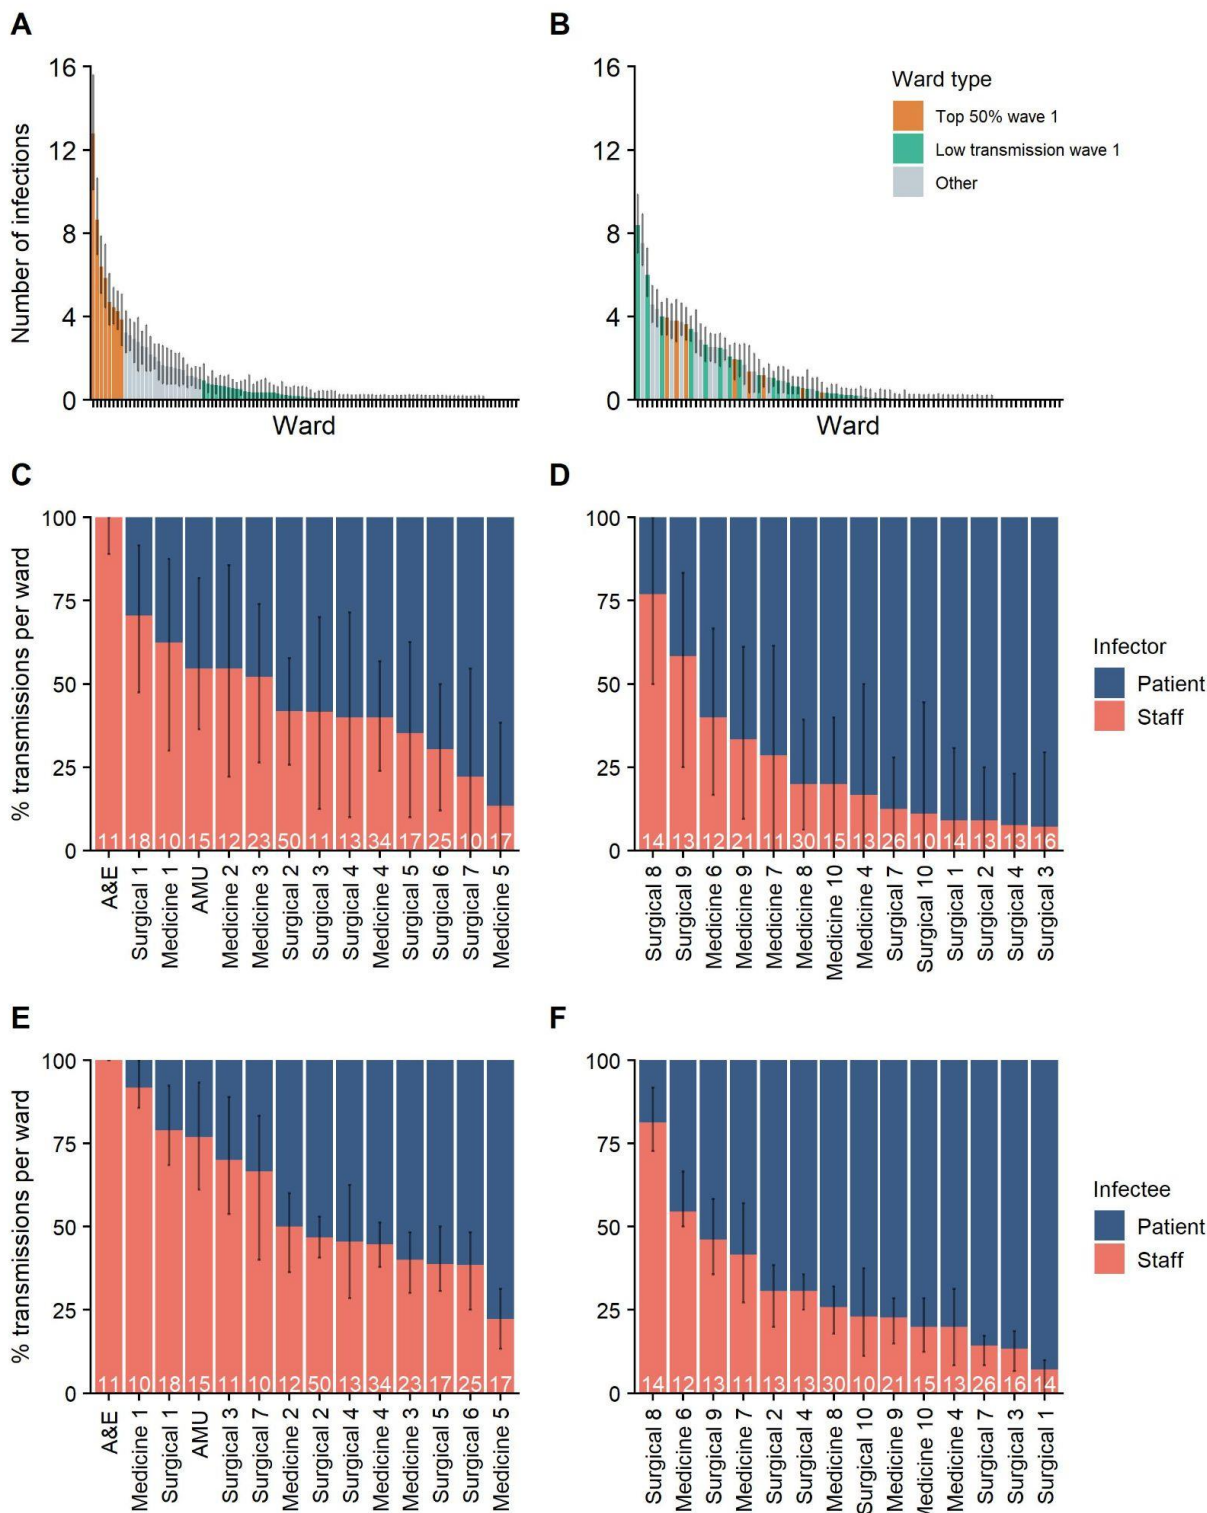 A
B
16
12
8
4
0
Number of infections
Ward
16
12
8
4
0
Ward
Ward type
Top 50% wave 1
Low transmission wave 1
Other
C
D
100
75
50
25
0
% transmissions per ward
11 18 10 15 12 23 50 11 13 34 17 25 10 17
A&E
Surgical 1
Medicine 1
AMU
Medicine 2
Medicine 3
Surgical 2
Surgical 3
Surgical 4
Medicine 4
Surgical 5
Surgical 6
Surgical 7
Medicine 5
100
75
50
25
0
14 13 12 21 11 30 15 13 26 10 14 13 13 16
Surgical 8
Surgical 9
Medicine 6
Medicine 9
Medicine 7
Medicine 8
Medicine 10
Medicine 4
Surgical 7
Surgical 10
Surgical 1
Surgical 2
Surgical 4
Surgical 3
Infector
Patient
Staff
E
F
100
75
50
25
0
% transmissions per ward
11 10 18 15 11 10 12 50 13 34 23 17 25 17
A&E
Medicine 1
Surgical 1
AMU
Surgical 3
Surgical 7
Medicine 2
Surgical 2
Surgical 4
Medicine 4
Medicine 3
Surgical 5
Surgical 6
Medicine 5
100
75
50
25
0
14 12 13 11 13 13 30 10 21 15 13 26 16 14
Surgical 8
Medicine 6
Surgical 9
Medicine 7
Surgical 2
Surgical 4
Medicine 8
Surgical 10
Medicine 9
Medicine 10
Medicine 4
Surgical 7
Surgical 3
Surgical 1
Infectee
Patient
Staff